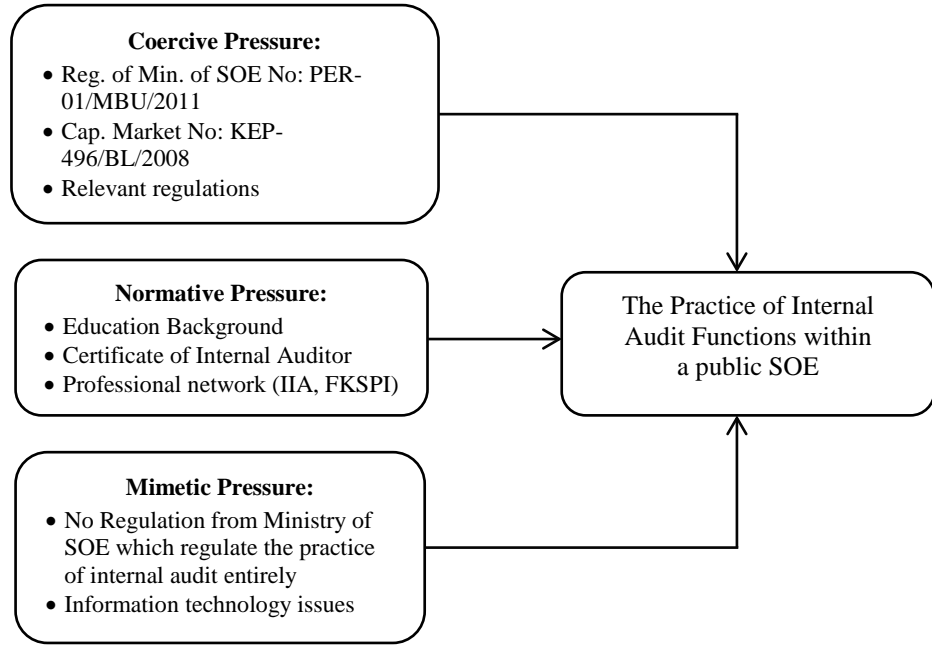 Coercive Pressure:
• Reg. of Min. of SOE No: PER-
01/MBU/2011
• Cap. Market No: KEP-
496/BL/2008
• Relevant regulations
Normative Pressure:
• Education Background
• Certificate of Internal Auditor
• Professional network (IIA, FKSPI)
The Practice of Internal
Audit Functions within
a public SOE
Mimetic Pressure:
• No Regulation from Ministry of
SOE which regulate the practice
of internal audit entirely
• Information technology issues